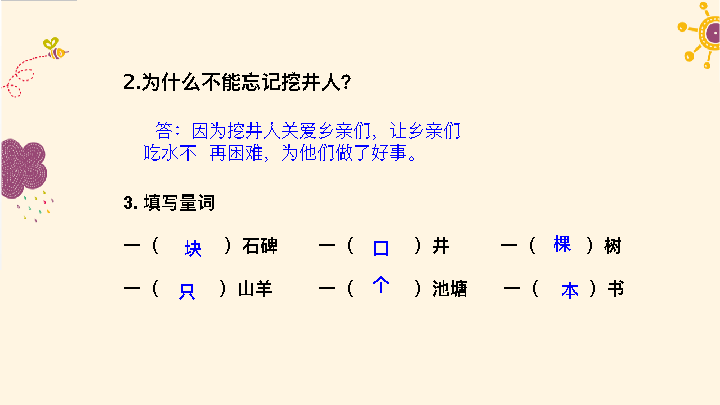 2.为什么不能忘记挖井人?
答：因为挖井人关爱乡亲们，让乡亲们
吃水不 再困难，为他们做了好事。
3. 填写量词
一（ 块 ）石碑 一（ 口 ）井 一（ 棵 ）树
一（ 只 ）山羊 一（ 个 ）池塘 一（ 本 ）书